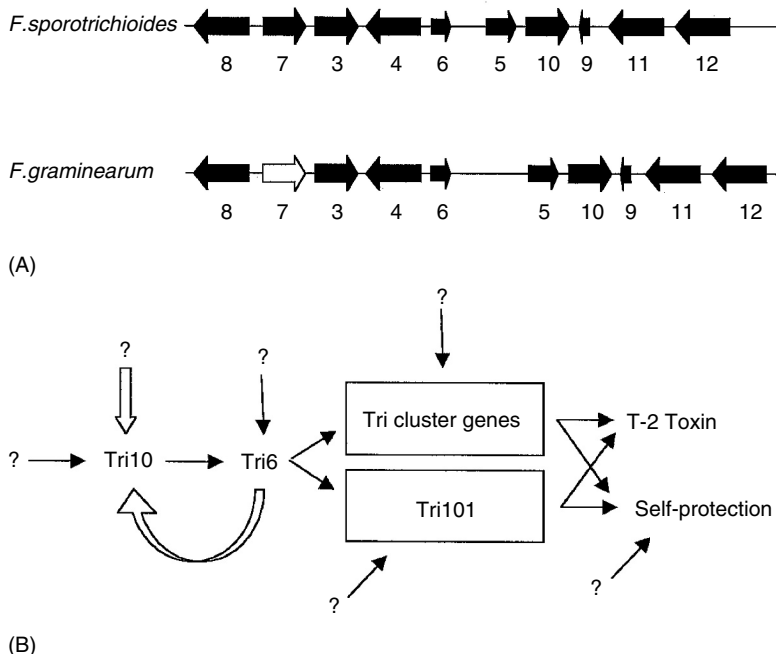 F.sporotrichioides
8 7 3 4 6 5 10 9 11 12
F.graminearum
8 7 3 4 6 5 10 9 11 12
(A)
?
? ?
Tri cluster genes
T-2 Toxin
? Tri10 Tri6
Tri101
Self-protection
?
?
(B)